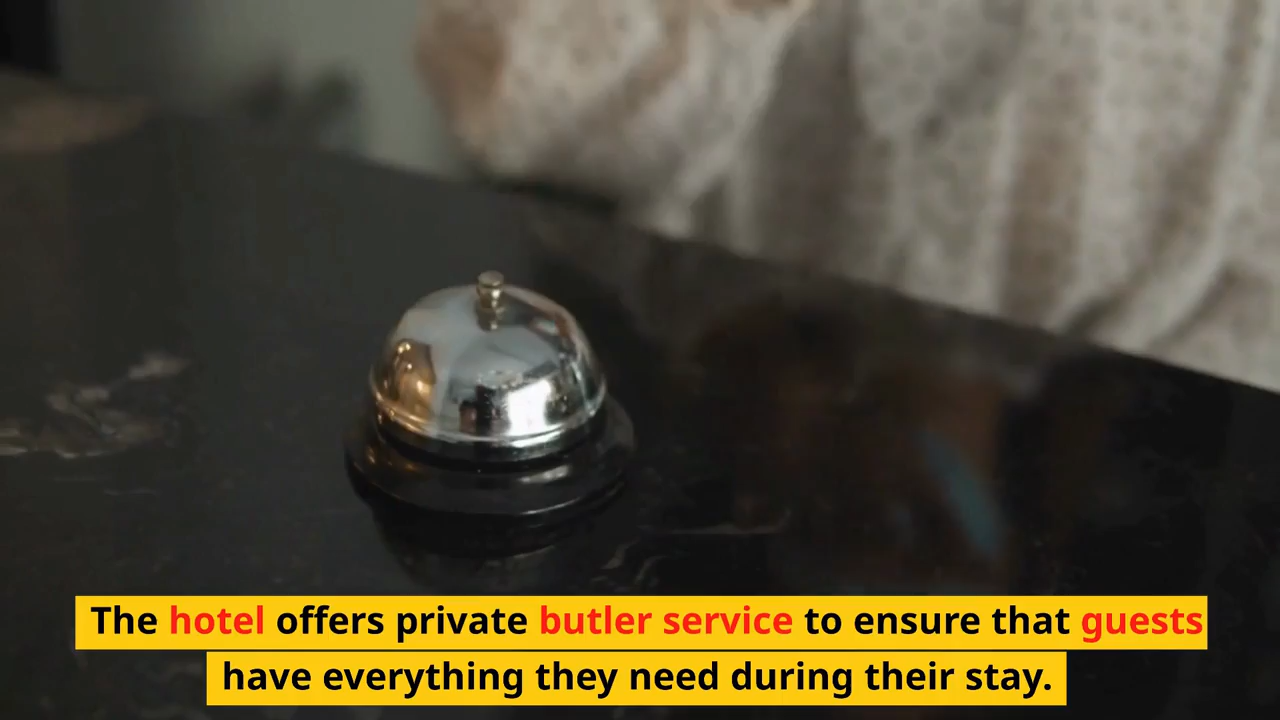 The hotel offers private butler service to ensure that guests
have everything they need during their stay.